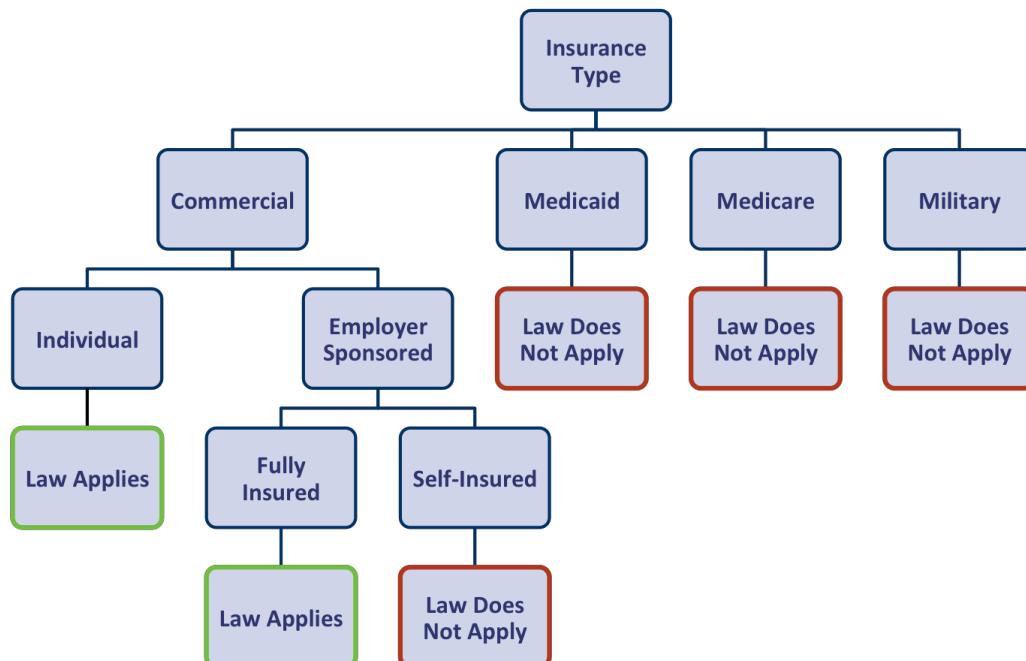 Insurance
Type
Commercial
Medicaid
Medicare
Military
Individual
Employer
Sponsored
Law Does
Not Apply
Law Does
Not Apply
Law Does
Not Apply
Law Applies
Fully
Insured
Self-Insured
Law Applies
Law Does
Not Apply